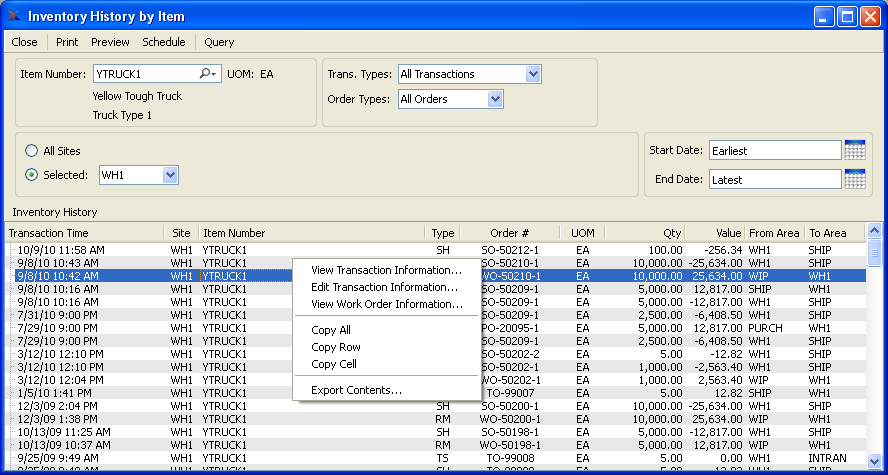 Inventory History by Item
Close Print Preview Schedule Query
Item Number: YTRUCK1 UOM: EA
Yellow Tough Truck
Truck Type 1
Trans. Types: All Transactions
Order Types: All Orders
All Sites
Selected: WH1
Start Date: Earliest
End Date: Latest
Inventory History
Transaction Time Site Item Number Type Order # UOM Qty Value From Area To Area
10/9/10 11:58 AM WH1 YTRUCK1 SH SO-50212-1 EA 100.00 -256.34 WH1 SHIP
9/8/10 10:43 AM WH1 YTRUCK1 SO-50210-1 EA 10,000.00 -25,634.00 WH1 SHIP
9/8/10 10:42 AM WH1 YTRUCK1 WO-50210-1 EA 10,000.00 25,634.00 WIP WH1
9/8/10 10:16 AM WH1 YTRUCK1 SO-50209-1 EA 5,000.00 12,817.00 SHIP WH1
9/8/10 10:16 AM WH1 YTRUCK1 SO-50209-1 EA 5,000.00 -12,817.00 WH1 SHIP
7/31/10 9:00 PM WH1 YTRUCK1 SO-50209-1 EA 2,500.00 -6,408.50 WH1 SHIP
7/29/10 9:00 PM WH1 YTRUCK1 PO-20095-1 EA 5,000.00 12,817.00 PURCH WH1
7/29/10 9:00 PM WH1 YTRUCK1 SO-50209-1 EA 2,500.00 -6,408.50 WH1 SHIP
3/12/10 12:10 PM WH1 YTRUCK1 SO-50202-2 EA 5.00 -12.82 WH1 SHIP
3/12/10 12:10 PM WH1 YTRUCK1 SO-50202-1 EA 1,000.00 -2,563.40 WH1 SHIP
3/12/10 12:04 PM WH1 YTRUCK1 WO-50202-1 EA 1,000.00 2,563.40 WIP WH1
1/5/10 1:41 PM WH1 YTRUCK1 TO-99007 EA 5.00 12.82 SHIP WH1
12/3/09 2:04 PM WH1 YTRUCK1 SH SO-50200-1 EA 10,000.00 -25,634.00 WH1 SHIP
12/3/09 1:38 PM WH1 YTRUCK1 RM WO-50200-1 EA 10,000.00 25,634.00 WIP WH1
10/13/09 11:25 AM WH1 YTRUCK1 SH SO-50198-1 EA 5,000.00 -12,817.00 WH1 SHIP
10/13/09 10:37 AM WH1 YTRUCK1 RM WO-50198-1 EA 5,000.00 12,817.00 WIP WH1
9/25/09 9:49 AM WH1 YTRUCK1 TS TO-99008 EA 5.00 0.00 WH1 INTRAN
View Transaction Information...
Edit Transaction Information...
View Work Order Information...
Copy All
Copy Row
Copy Cell
Export Contents...